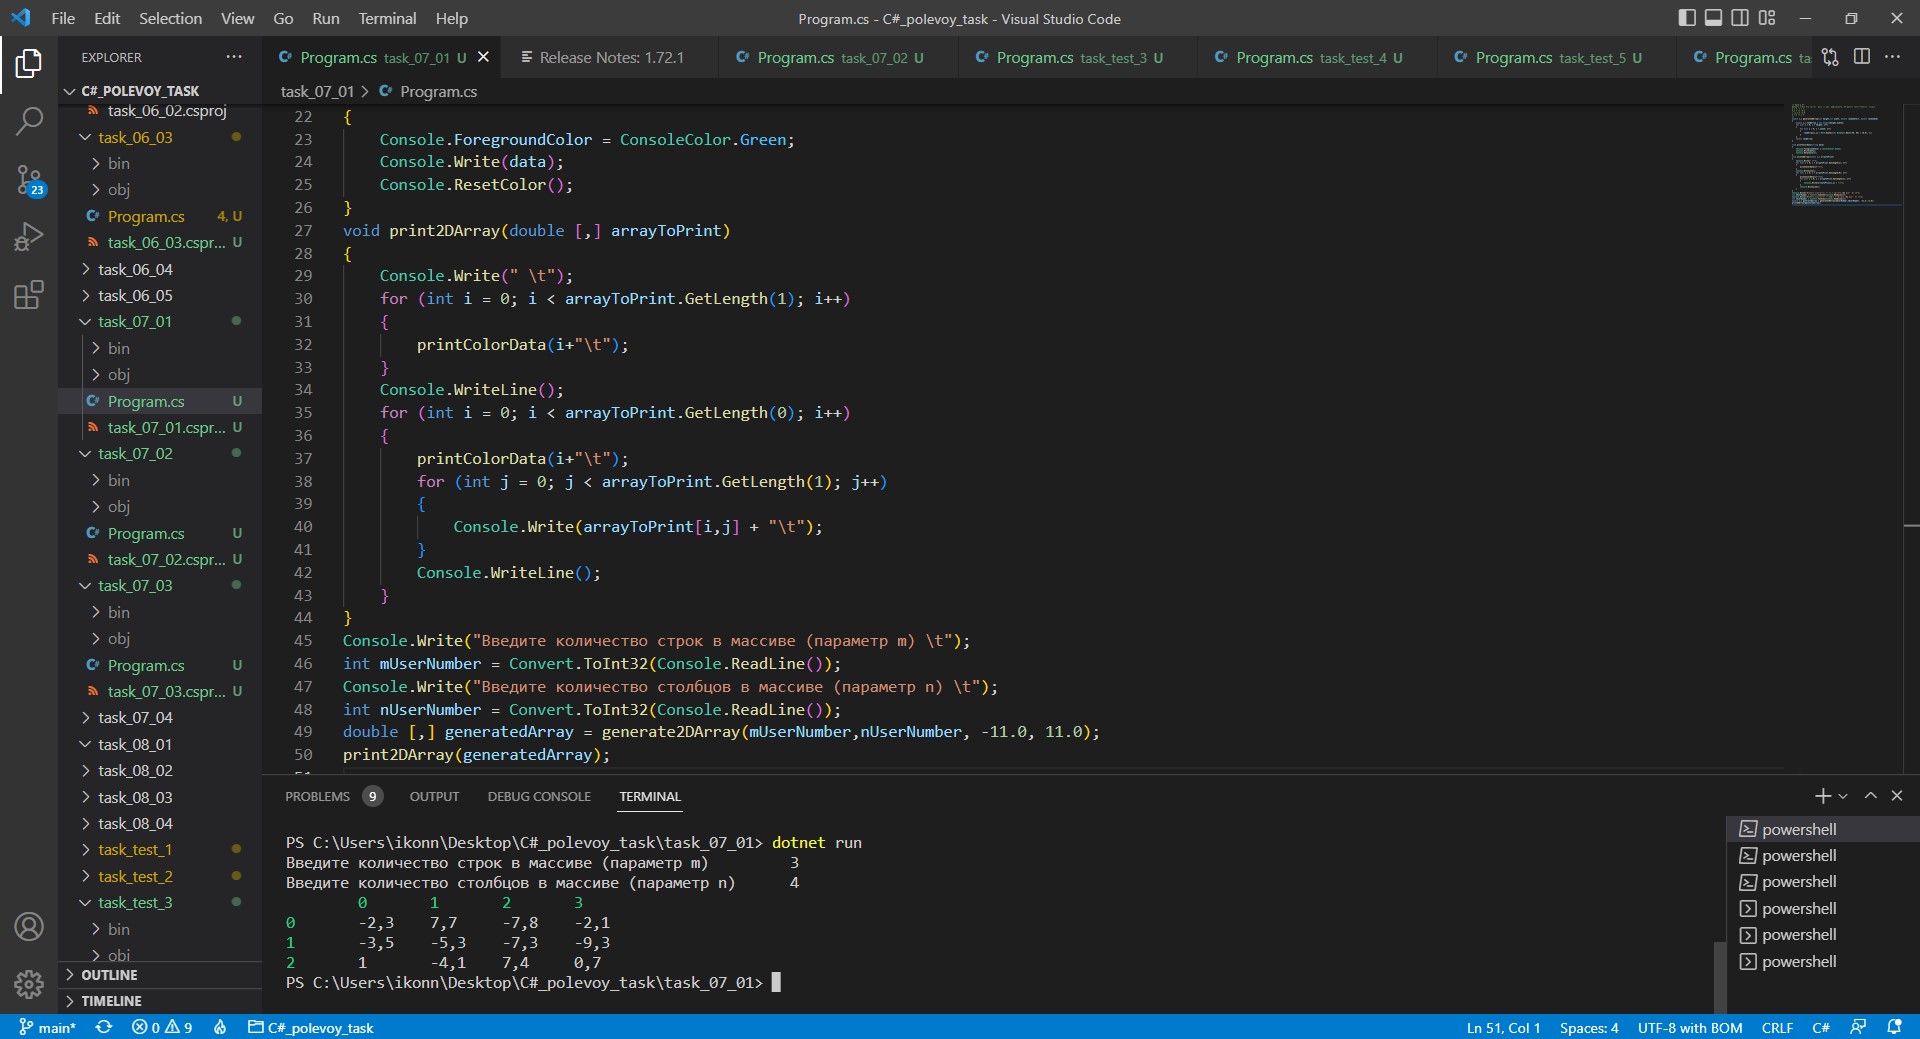 File Edit Selection View Go Run Terminal Help
Program.cs - C#_polevoy_task - Visual Studio Code
EXPLORER
Program.cs task_07_01 U
Release Notes: 1.72.1
Program.cs task_07_02 U
Program.cs task_test_3 U
Program.cs task_test_4 U
Program.cs task_test_5 U
Program.cs ta
C#_POLEVOY_TASK
task_06_02.csproj
task_06_03
bin
obj
Program.cs 4, U
task_06_03.cspr... U
task_06_04
task_06_05
task_07_01
bin
obj
Program.cs U
task_07_01.cspr... U
task_07_02
bin
obj
Program.cs U
task_07_02.cspr... U
task_07_03
bin
obj
Program.cs U
task_07_03.cspr... U
task_07_04
task_08_01
task_08_02
task_08_03
task_08_04
task_test_1
task_test_2
task_test_3
bin
obj
OUTLINE
TIMELINE
23
task_07_01 > Program.cs
22 {
23 Console.ForegroundColor = ConsoleColor.Green;
24 Console.Write(data);
25 Console.ResetColor();
26 }
27 void print2DArray(double [,] arrayToPrint)
28 {
29 Console.Write(" \t");
30 for (int i = 0; i < arrayToPrint.GetLength(1); i++)
31 {
32 printColorData(i+"\t");
33 }
34 Console.WriteLine();
35 for (int i = 0; i < arrayToPrint.GetLength(0); i++)
36 {
37 printColorData(i+"\t");
38 for (int j = 0; j < arrayToPrint.GetLength(1); j++)
39 {
40 Console.Write(arrayToPrint[i,j] + "\t");
41 }
42 Console.WriteLine();
43 }
44 }
45 Console.Write("Введите количество строк в массиве (параметр m) \t");
46 int mUserNumber = Convert.ToInt32(Console.ReadLine());
47 Console.Write("Введите количество столбцов в массиве (параметр n) \t");
48 int nUserNumber = Convert.ToInt32(Console.ReadLine());
49 double [,] generatedArray = generate2DArray(mUserNumber,nUserNumber, -11.0, 11.0);
50 print2DArray(generatedArray);
51
PROBLEMS 9 OUTPUT DEBUG CONSOLE TERMINAL
PS C:\Users\ikonn\Desktop\C#_polevoy_task\task_07_01> dotnet run
Введите количество строк в массиве (параметр m) 3
Введите количество столбцов в массиве (параметр n) 4
0 1 2 3
0 -2,3 7,7 -7,8 -2,1
1 -3,5 -5,3 -7,3 -9,3
2 1 -4,1 7,4 0,7
PS C:\Users\ikonn\Desktop\C#_polevoy_task\task_07_01>
powershell
powershell
powershell
powershell
powershell
powershell
main* 0 9 C#_polevoy_task
Ln 51, Col 1 Spaces: 4 UTF-8 with BOM CRLF C#